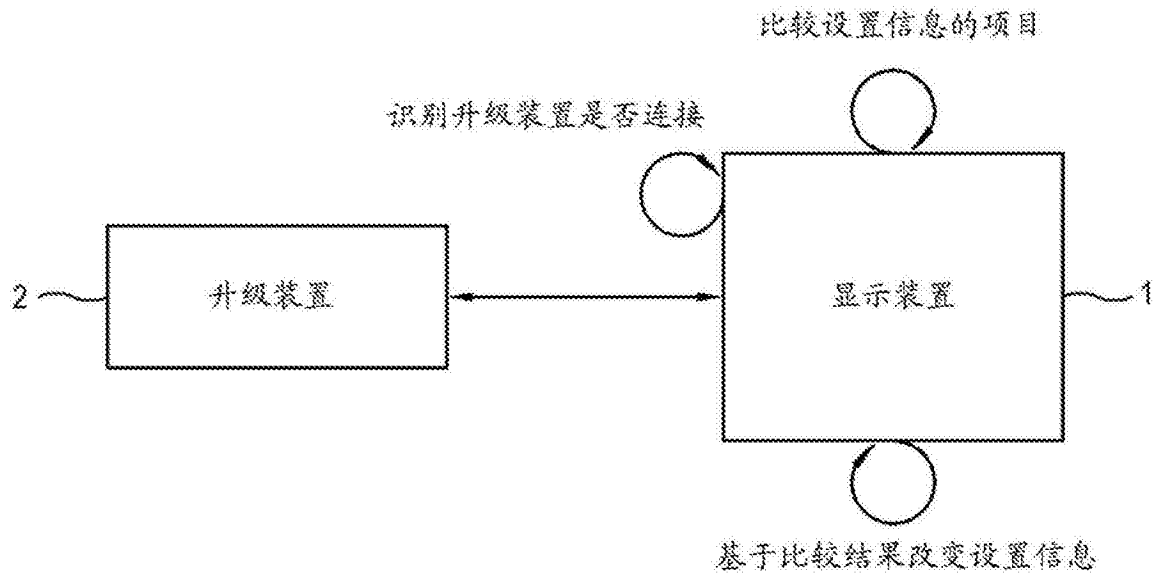 比较设置信息的项目
识别升级装置是否连接
2
升级装置
显示装置
1
基于比较结果改变设置信息